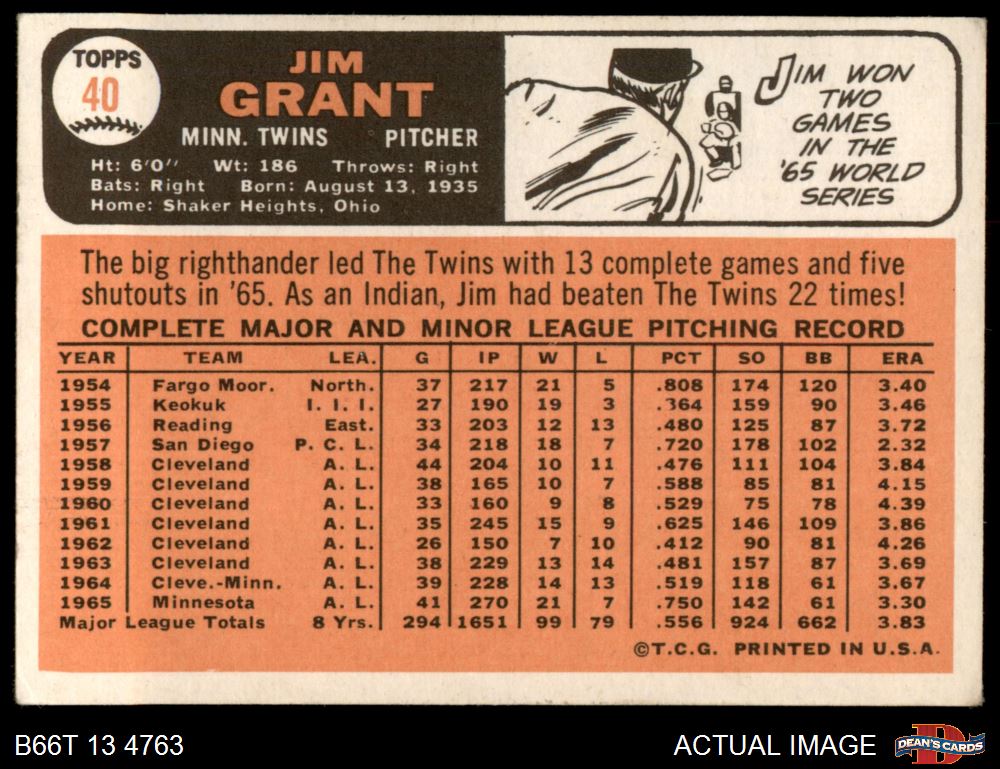 TOPPS
40
JIM
GRANT
MINN. TWINS PITCHER
Ht: 6'0" Wt: 186 Throws: Right
Bats: Right Born: August 13, 1935
Home: Shaker Heights, Ohio
JIM WON
TWO
GAMES
IN THE
'65 WORLD
SERIES
The big righthander led The Twins with 13 complete games and five
shutouts in '65. As an Indian, Jim had beaten The Twins 22 times!
COMPLETE MAJOR AND MINOR LEAGUE PITCHING RECORD
YEAR TEAM LEA. G IP W L PCT SO BB ERA
1954 Fargo Moor. North. 37 217 21 5 .808 174 120 3.40
1955 Keokuk I. I. I. 27 190 19 3 .364 159 90 3.46
1956 Reading East. 33 203 12 13 .480 125 87 3.72
1957 San Diego P. C. L. 34 218 18 7 .720 178 102 2.32
1958 Cleveland A. L. 44 204 10 11 .476 111 104 3.84
1959 Cleveland A. L. 38 165 10 7 .588 85 81 4.15
1960 Cleveland A. L. 33 160 9 8 .529 75 78 4.39
1961 Cleveland A. L. 35 245 15 9 .625 146 109 3.86
1962 Cleveland A. L. 26 150 7 10 .412 90 81 4.26
1963 Cleveland A. L. 38 229 13 14 .481 157 87 3.69
1964 Cleve.-Minn. A. L. 39 228 14 13 .519 118 61 3.67
1965 Minnesota A. L. 41 270 21 7 .750 142 61 3.30
Major League Totals 8 Yrs. 294 1651 99 79 .556 924 662 3.83
©T.C.G. PRINTED IN U.S.A.
B66T 13 4763
ACTUAL IMAGE
D
DEAN'S CARDS